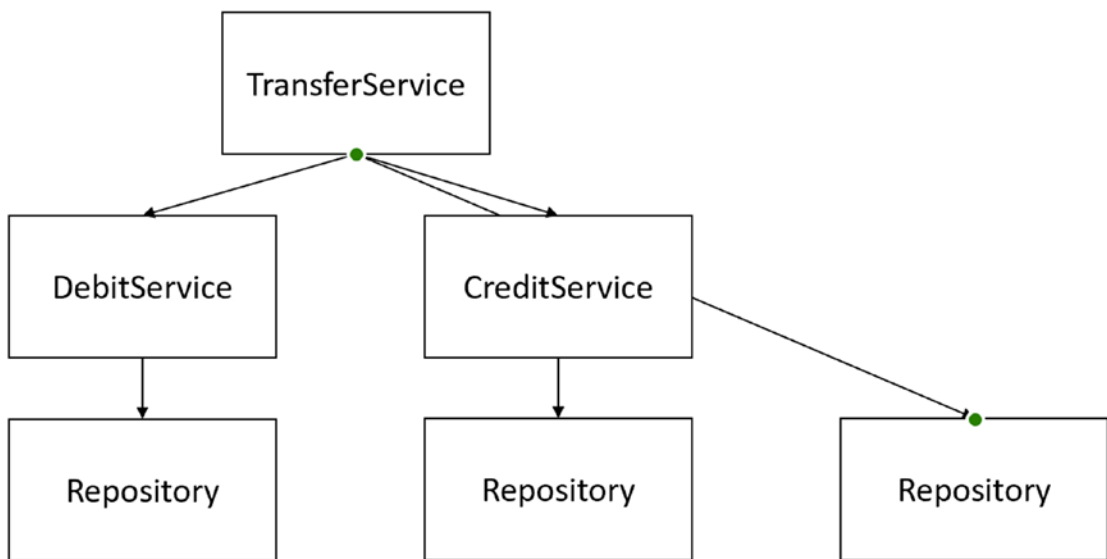 TransferService
DebitService
CreditService
Repository
Repository
Repository